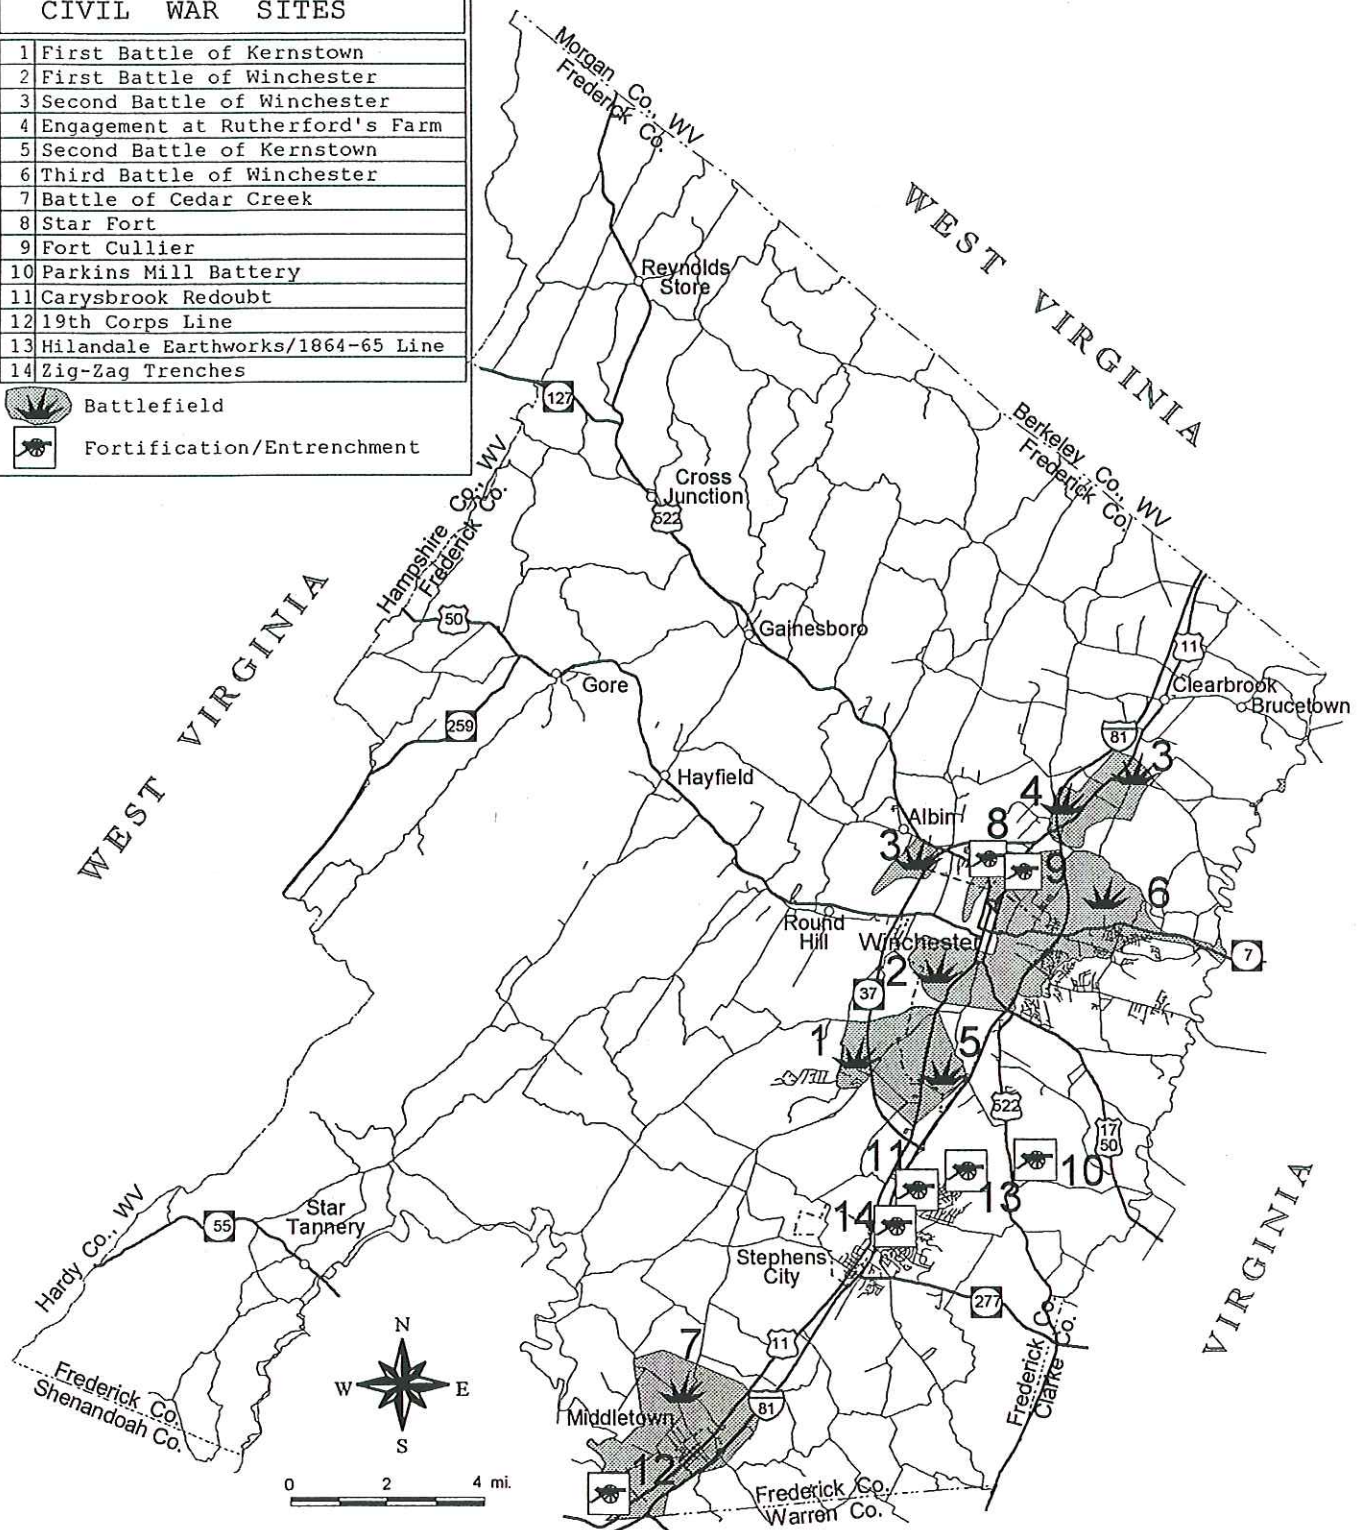 CIVIL WAR SITES
1 First Battle of Kernstown
2 First Battle of Winchester
3 Second Battle of Winchester
4 Engagement at Rutherford's Farm
5 Second Battle of Kernstown
6 Third Battle of Winchester
7 Battle of Cedar Creek
8 Star Fort
9 Fort Cullier
10 Parkins Mill Battery
11 Carysbrook Redoubt
12 19th Corps Line
13 Hilandale Earthworks/1864-65 Line
14 Zig-Zag Trenches
Battlefield
Fortification/Entrenchment
Morgan Co., WV
Frederick Co.
WEST VIRGINIA
Reynolds
Store
127
Berkeley Co., WV
Frederick Co.
Hampshire Co., WV
Frederick Co.
Cross
Junction
522
WEST VIRGINIA
50
Gainesboro
11
Gore
Clearbrook
Brucetown
259
81
3
Hayfield
4
Albin
8
3
9
6
Round
Hill
Winchester
7
2
37
1
5
522
17
50
11
10
13
VIRGINIA
Hardy Co., WV
55
Star
Tannery
14
Stephens
City
277
Frederick Co.
Clarke Co.
N
W
E
S
11
7
81
Middletown
12
Frederick Co.
Shenandoah Co.
0 2 4 mi.
Frederick Co.
Warren Co.